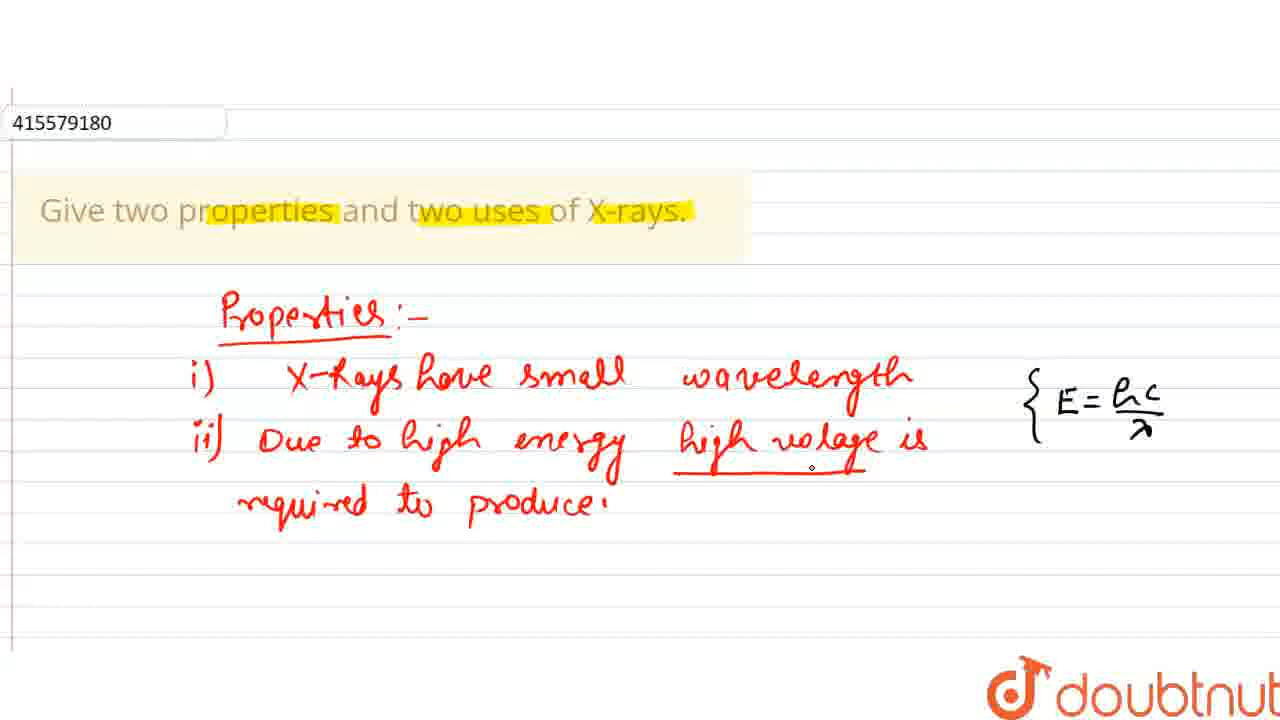 415579180
Give two properties and two uses of X-rays.
Properties :-
i) X-Rays have small wavelength
{ E = hc/λ
ii) Due to high energy high volage is
required to produce.
doubtnut